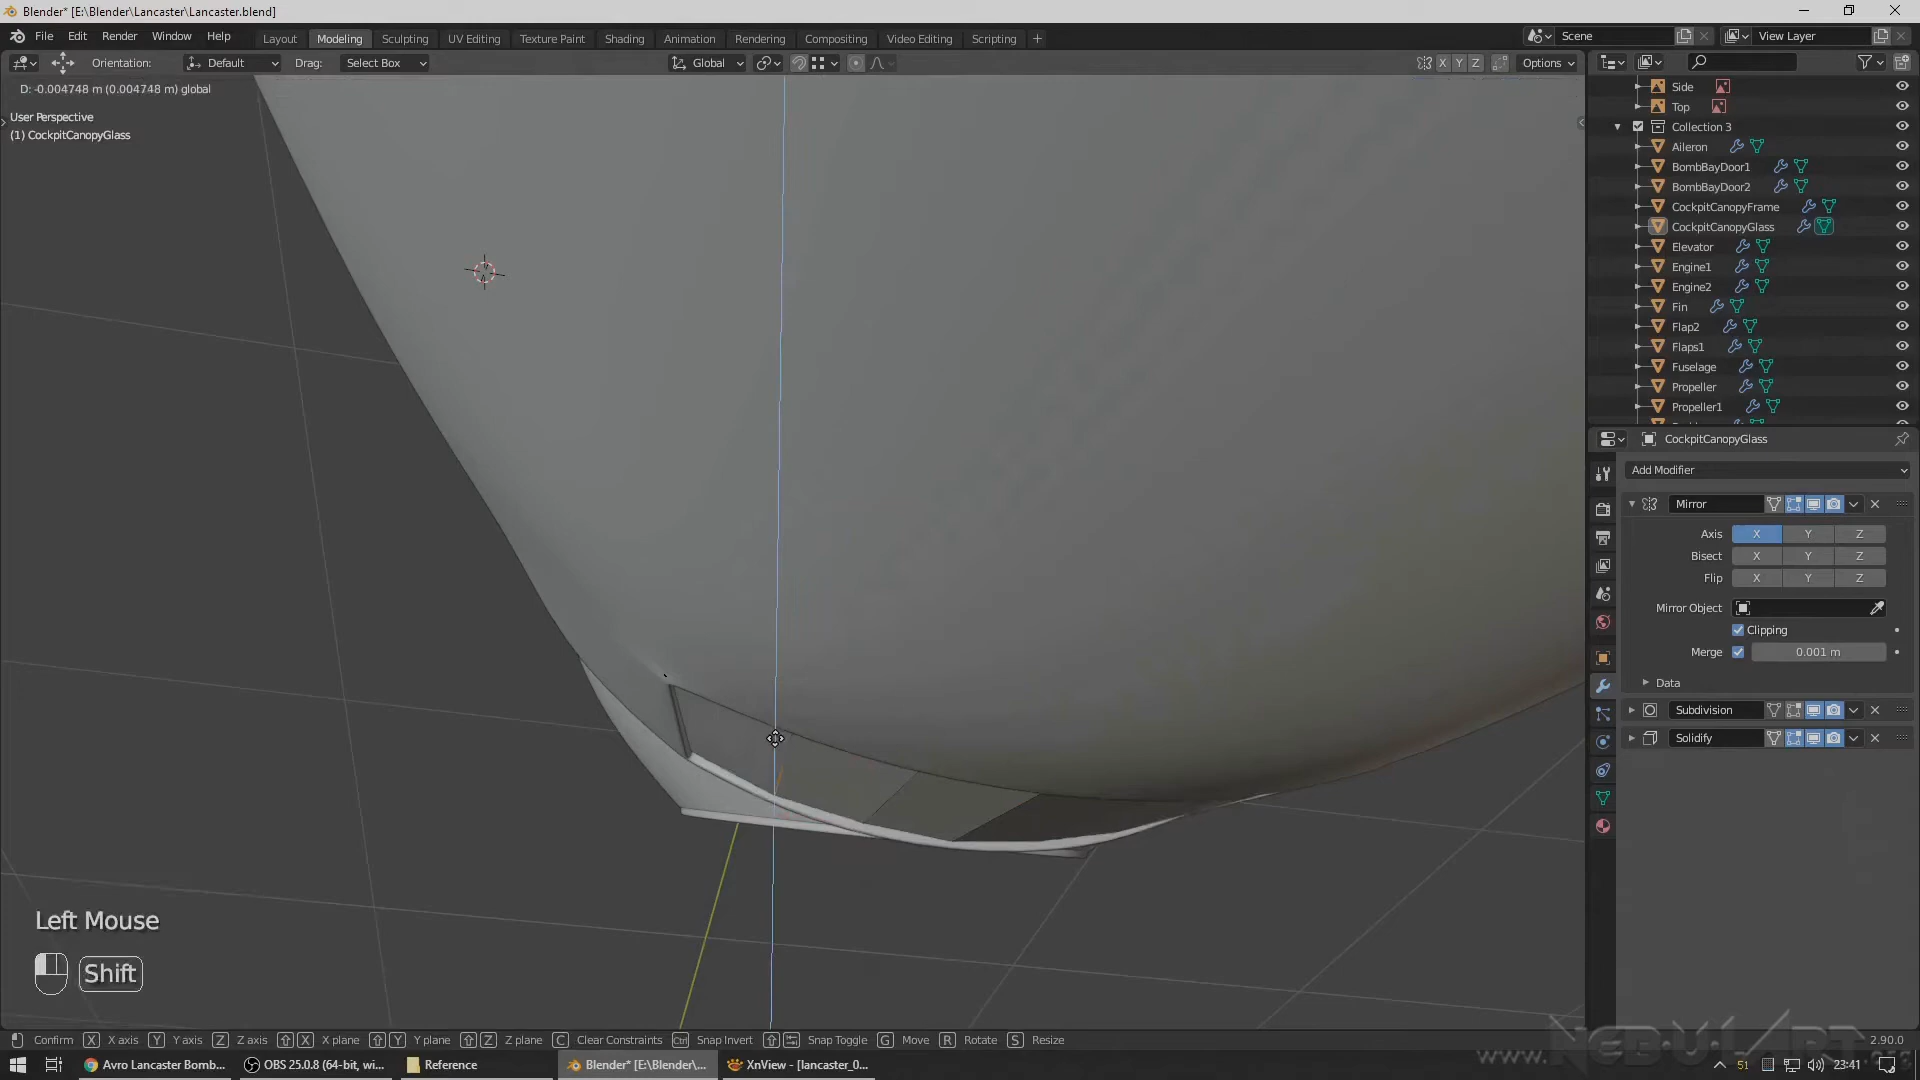 Blender* [E:\Blender\Lancaster\Lancaster.blend]
File Edit Render Window Help Layout Modeling Sculpting UV Editing Texture Paint Shading Animation Rendering Compositing Video Editing Scripting + Scene View Layer
Orientation: Default Drag: Select Box Global X Y Z Options
D: -0.004748 m (0.004748 m) global
User Perspective
(1) CockpitCanopyGlass
Side
Top
Collection 3
Aileron
BombBayDoor1
BombBayDoor2
CockpitCanopyFrame
CockpitCanopyGlass
Elevator
Engine1
Engine2
Fin
Flap2
Flaps1
Fuselage
Propeller
Propeller1
CockpitCanopyGlass
Add Modifier
Mirror
Axis X Y Z
Bisect X Y Z
Flip X Y Z
Mirror Object
Clipping
Merge 0.001 m
Data
Subdivision
Solidify
Left Mouse
Shift
Confirm X X axis Y Y axis Z Z axis X X plane Y Y plane Z Z plane C Clear Constraints Ctrl Snap Invert Snap Toggle G Move R Rotate S Resize 2.90.0
www.NEBULART.org
Avro Lancaster Bomb... OBS 25.0.8 (64-bit, wi... Reference Blender* [E:\Blender\... XnView - [lancaster_0... 51 23:41